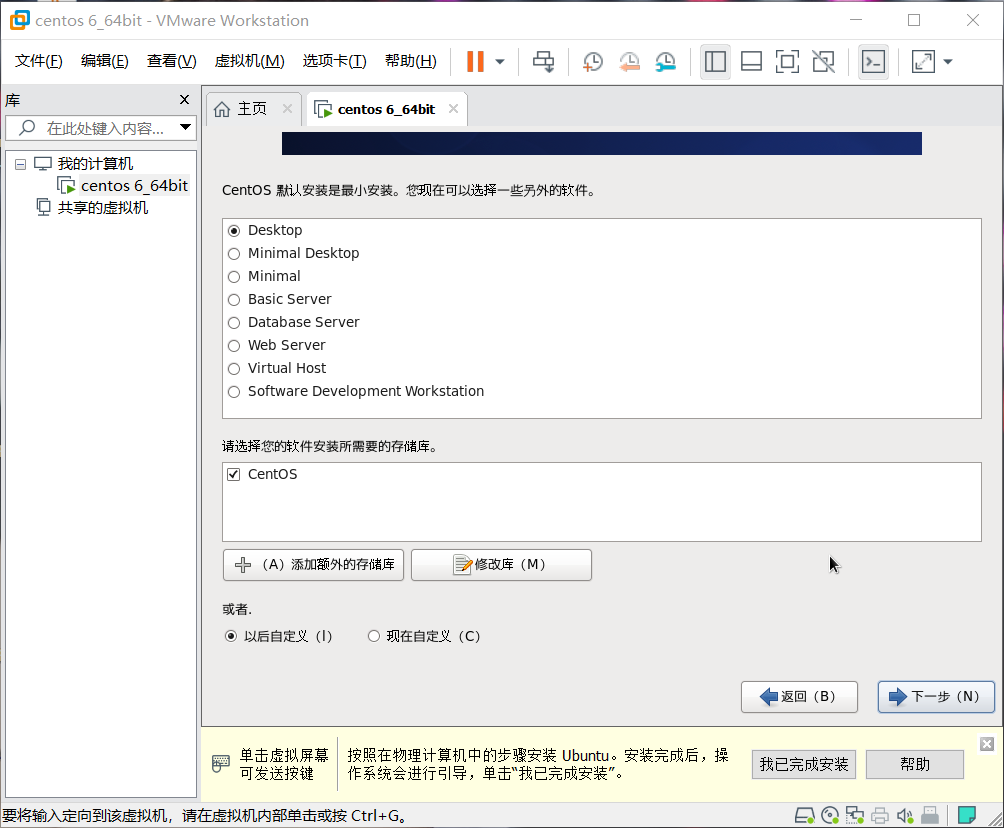 centos 6_64bit - VMware Workstation
文件(F) 编辑(E) 查看(V) 虚拟机(M) 选项卡(T) 帮助(H)
库
在此处键入内容...
我的计算机
centos 6_64bit
共享的虚拟机
主页
centos 6_64bit
CentOS 默认安装是最小安装。您现在可以选择一些另外的软件。
Desktop
Minimal Desktop
Minimal
Basic Server
Database Server
Web Server
Virtual Host
Software Development Workstation
请选择您的软件安装所需要的存储库。
CentOS
（A）添加额外的存储库 修改库（M）
或者.
以后自定义（l） 现在自定义（C）
返回（B） 下一步（N）
单击虚拟屏幕
可发送按键
按照在物理计算机中的步骤安装 Ubuntu。安装完成后，操
作系统会进行引导，单击“我已完成安装”。
我已完成安装 帮助
要将输入定向到该虚拟机，请在虚拟机内部单击或按 Ctrl+G。